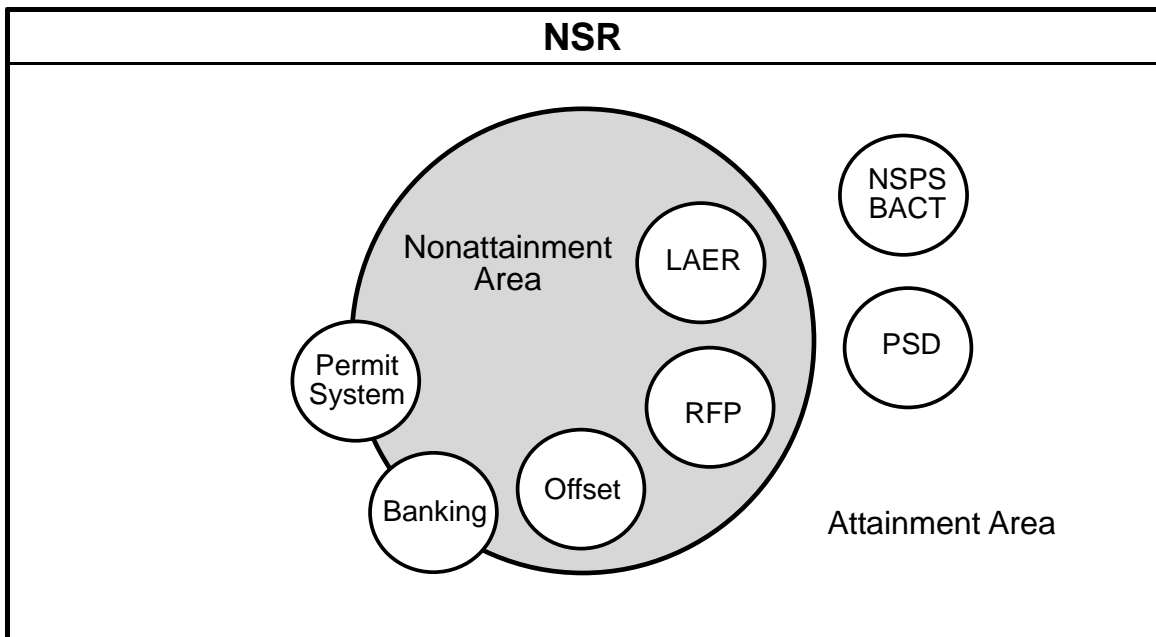 NSR
NSPS
BACT
Nonattainment
Area
LAER
PSD
Permit
System
RFP
Offset
Banking
Attainment Area